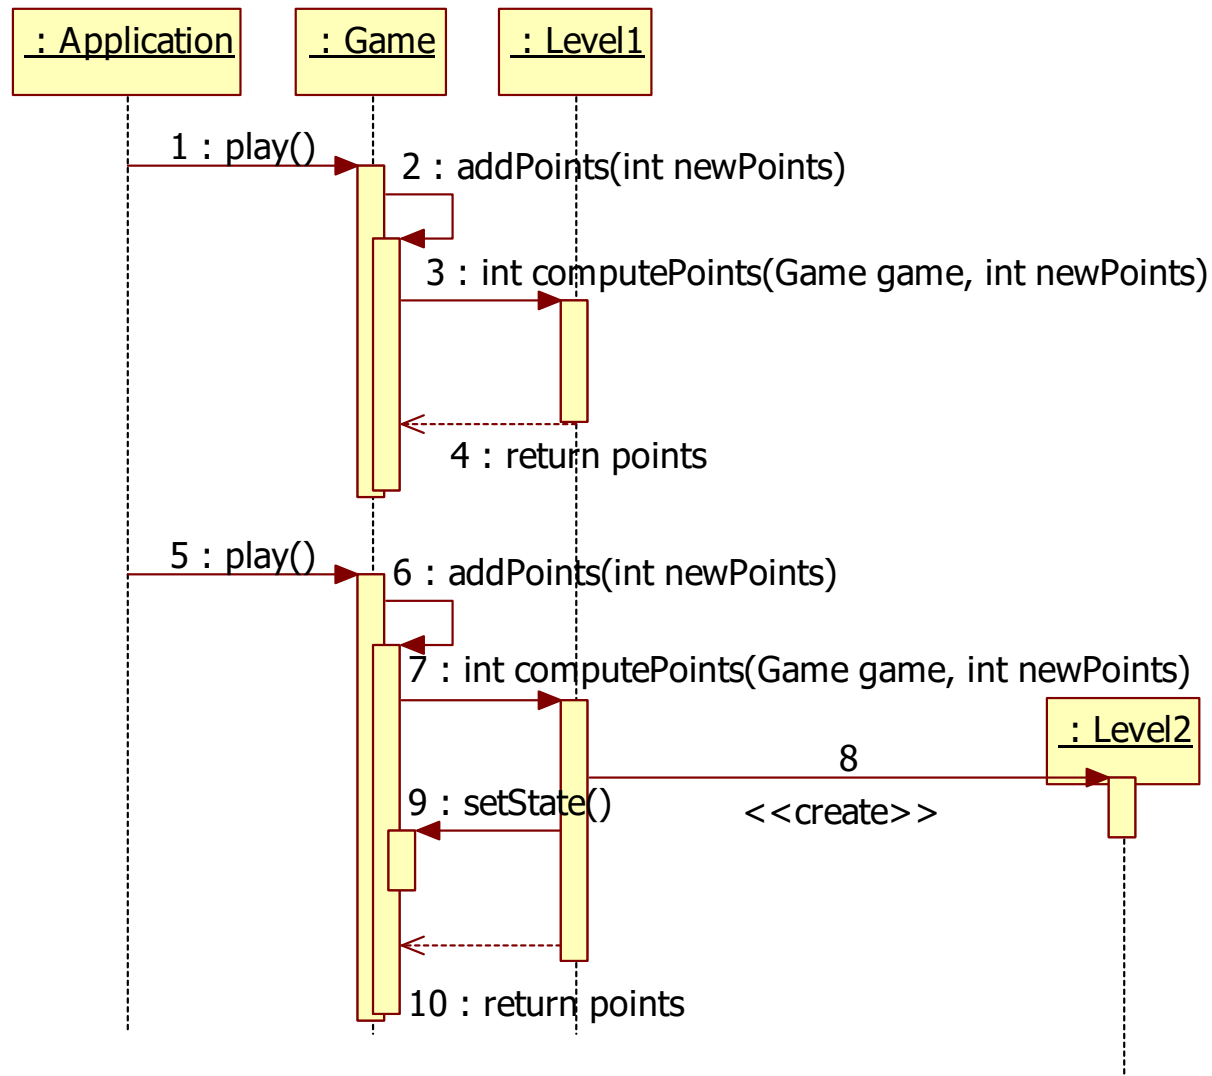 : Application
: Game
: Level1
1 : play()
2 : addPoints(int newPoints)
3 : int computePoints(Game game, int newPoints)
4 : return points
5 : play()
6 : addPoints(int newPoints)
7 : int computePoints(Game game, int newPoints)
: Level2
8
9 : setState()
<<create>>
10 : return points